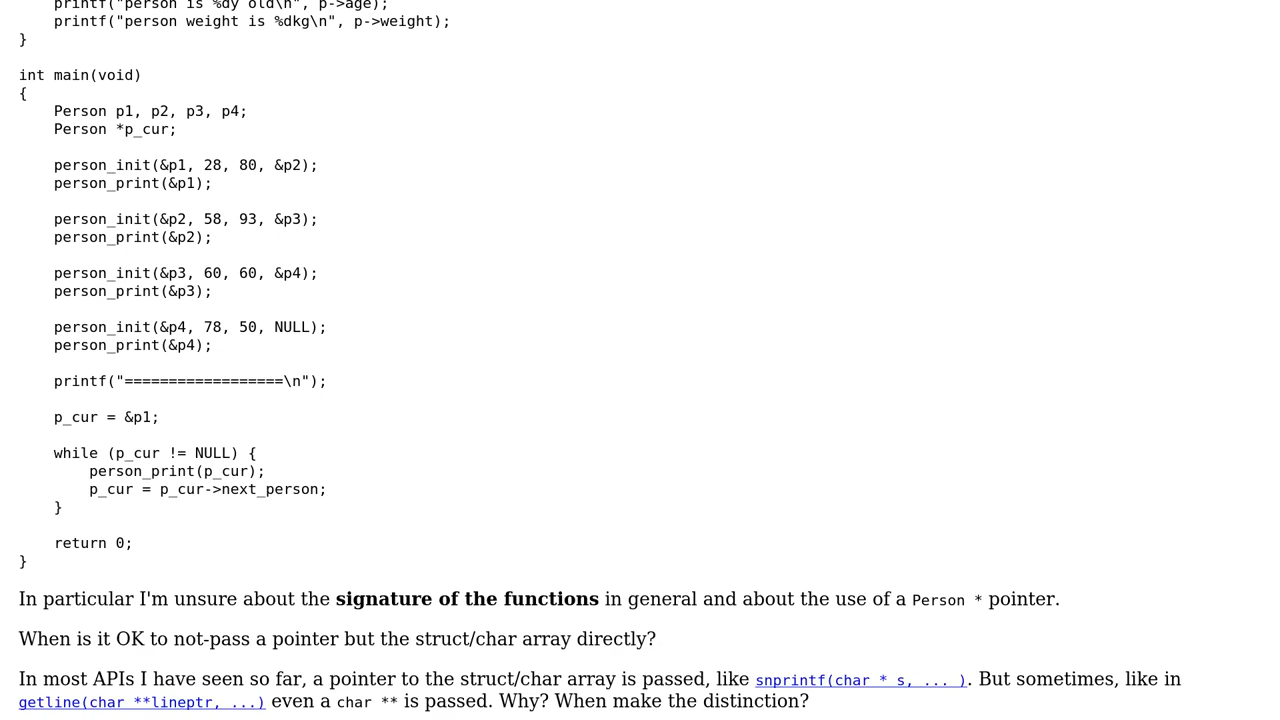 printf("person is %dy old\n", p->age);
    printf("person weight is %dkg\n", p->weight);
}

int main(void)
{
    Person p1, p2, p3, p4;
    Person *p_cur;

    person_init(&p1, 28, 80, &p2);
    person_print(&p1);

    person_init(&p2, 58, 93, &p3);
    person_print(&p2);

    person_init(&p3, 60, 60, &p4);
    person_print(&p3);

    person_init(&p4, 78, 50, NULL);
    person_print(&p4);

    printf("==================\n");

    p_cur = &p1;

    while (p_cur != NULL) {
        person_print(p_cur);
        p_cur = p_cur->next_person;
    }

    return 0;
}
In particular I'm unsure about the signature of the functions in general and about the use of a Person * pointer.
When is it OK to not-pass a pointer but the struct/char array directly?
In most APIs I have seen so far, a pointer to the struct/char array is passed, like snprintf(char * s, ... ). But sometimes, like in
getline(char **lineptr, ...) even a char ** is passed. Why? When make the distinction?